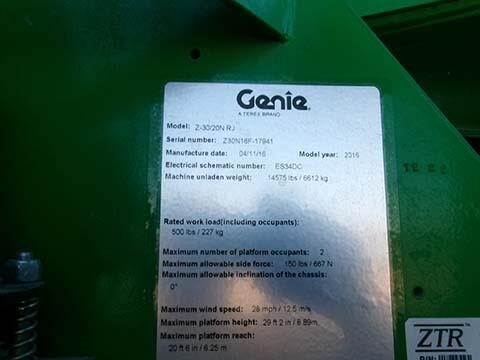 Genie
A TEREX BRAND
Model: Z-30/20N RJ
Serial number: Z30N16F-17941
Manufacture date: 04/11/16 Model year: 2016
Electrical schematic number: ES34DC
Machine unladen weight: 14575 lbs / 6612 kg
Rated work load(including occupants):
500 lbs / 227 kg
Maximum number of platform occupants: 2
Maximum allowable side force: 150 lbs / 667 N
Maximum allowable inclination of the chassis:
0°
Maximum wind speed: 28 mph / 12.5 m/s
Maximum platform height: 29 ft 2 in / 8.89m
Maximum platform reach:
20 ft 6 in / 6.25 m
ZTR